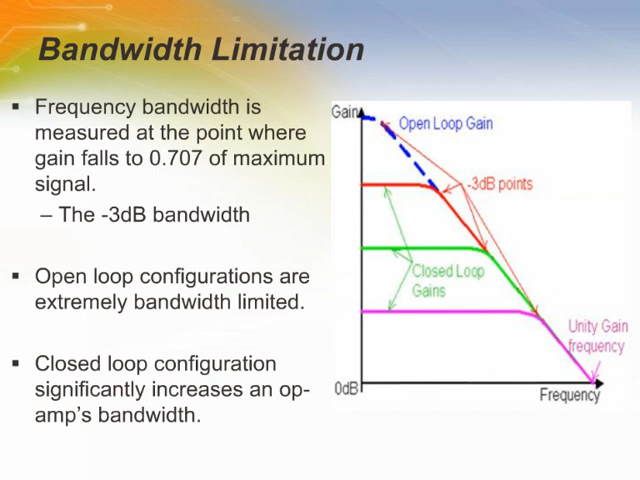 Bandwidth Limitation
▪ Frequency bandwidth is
measured at the point where
gain falls to 0.707 of maximum
signal.
– The -3dB bandwidth
▪ Open loop configurations are
extremely bandwidth limited.
▪ Closed loop configuration
significantly increases an op-
amp's bandwidth.
Gain
Open Loop Gain
-3dB points
Closed Loop
Gains
Unity Gain
frequency
0dB
Frequency